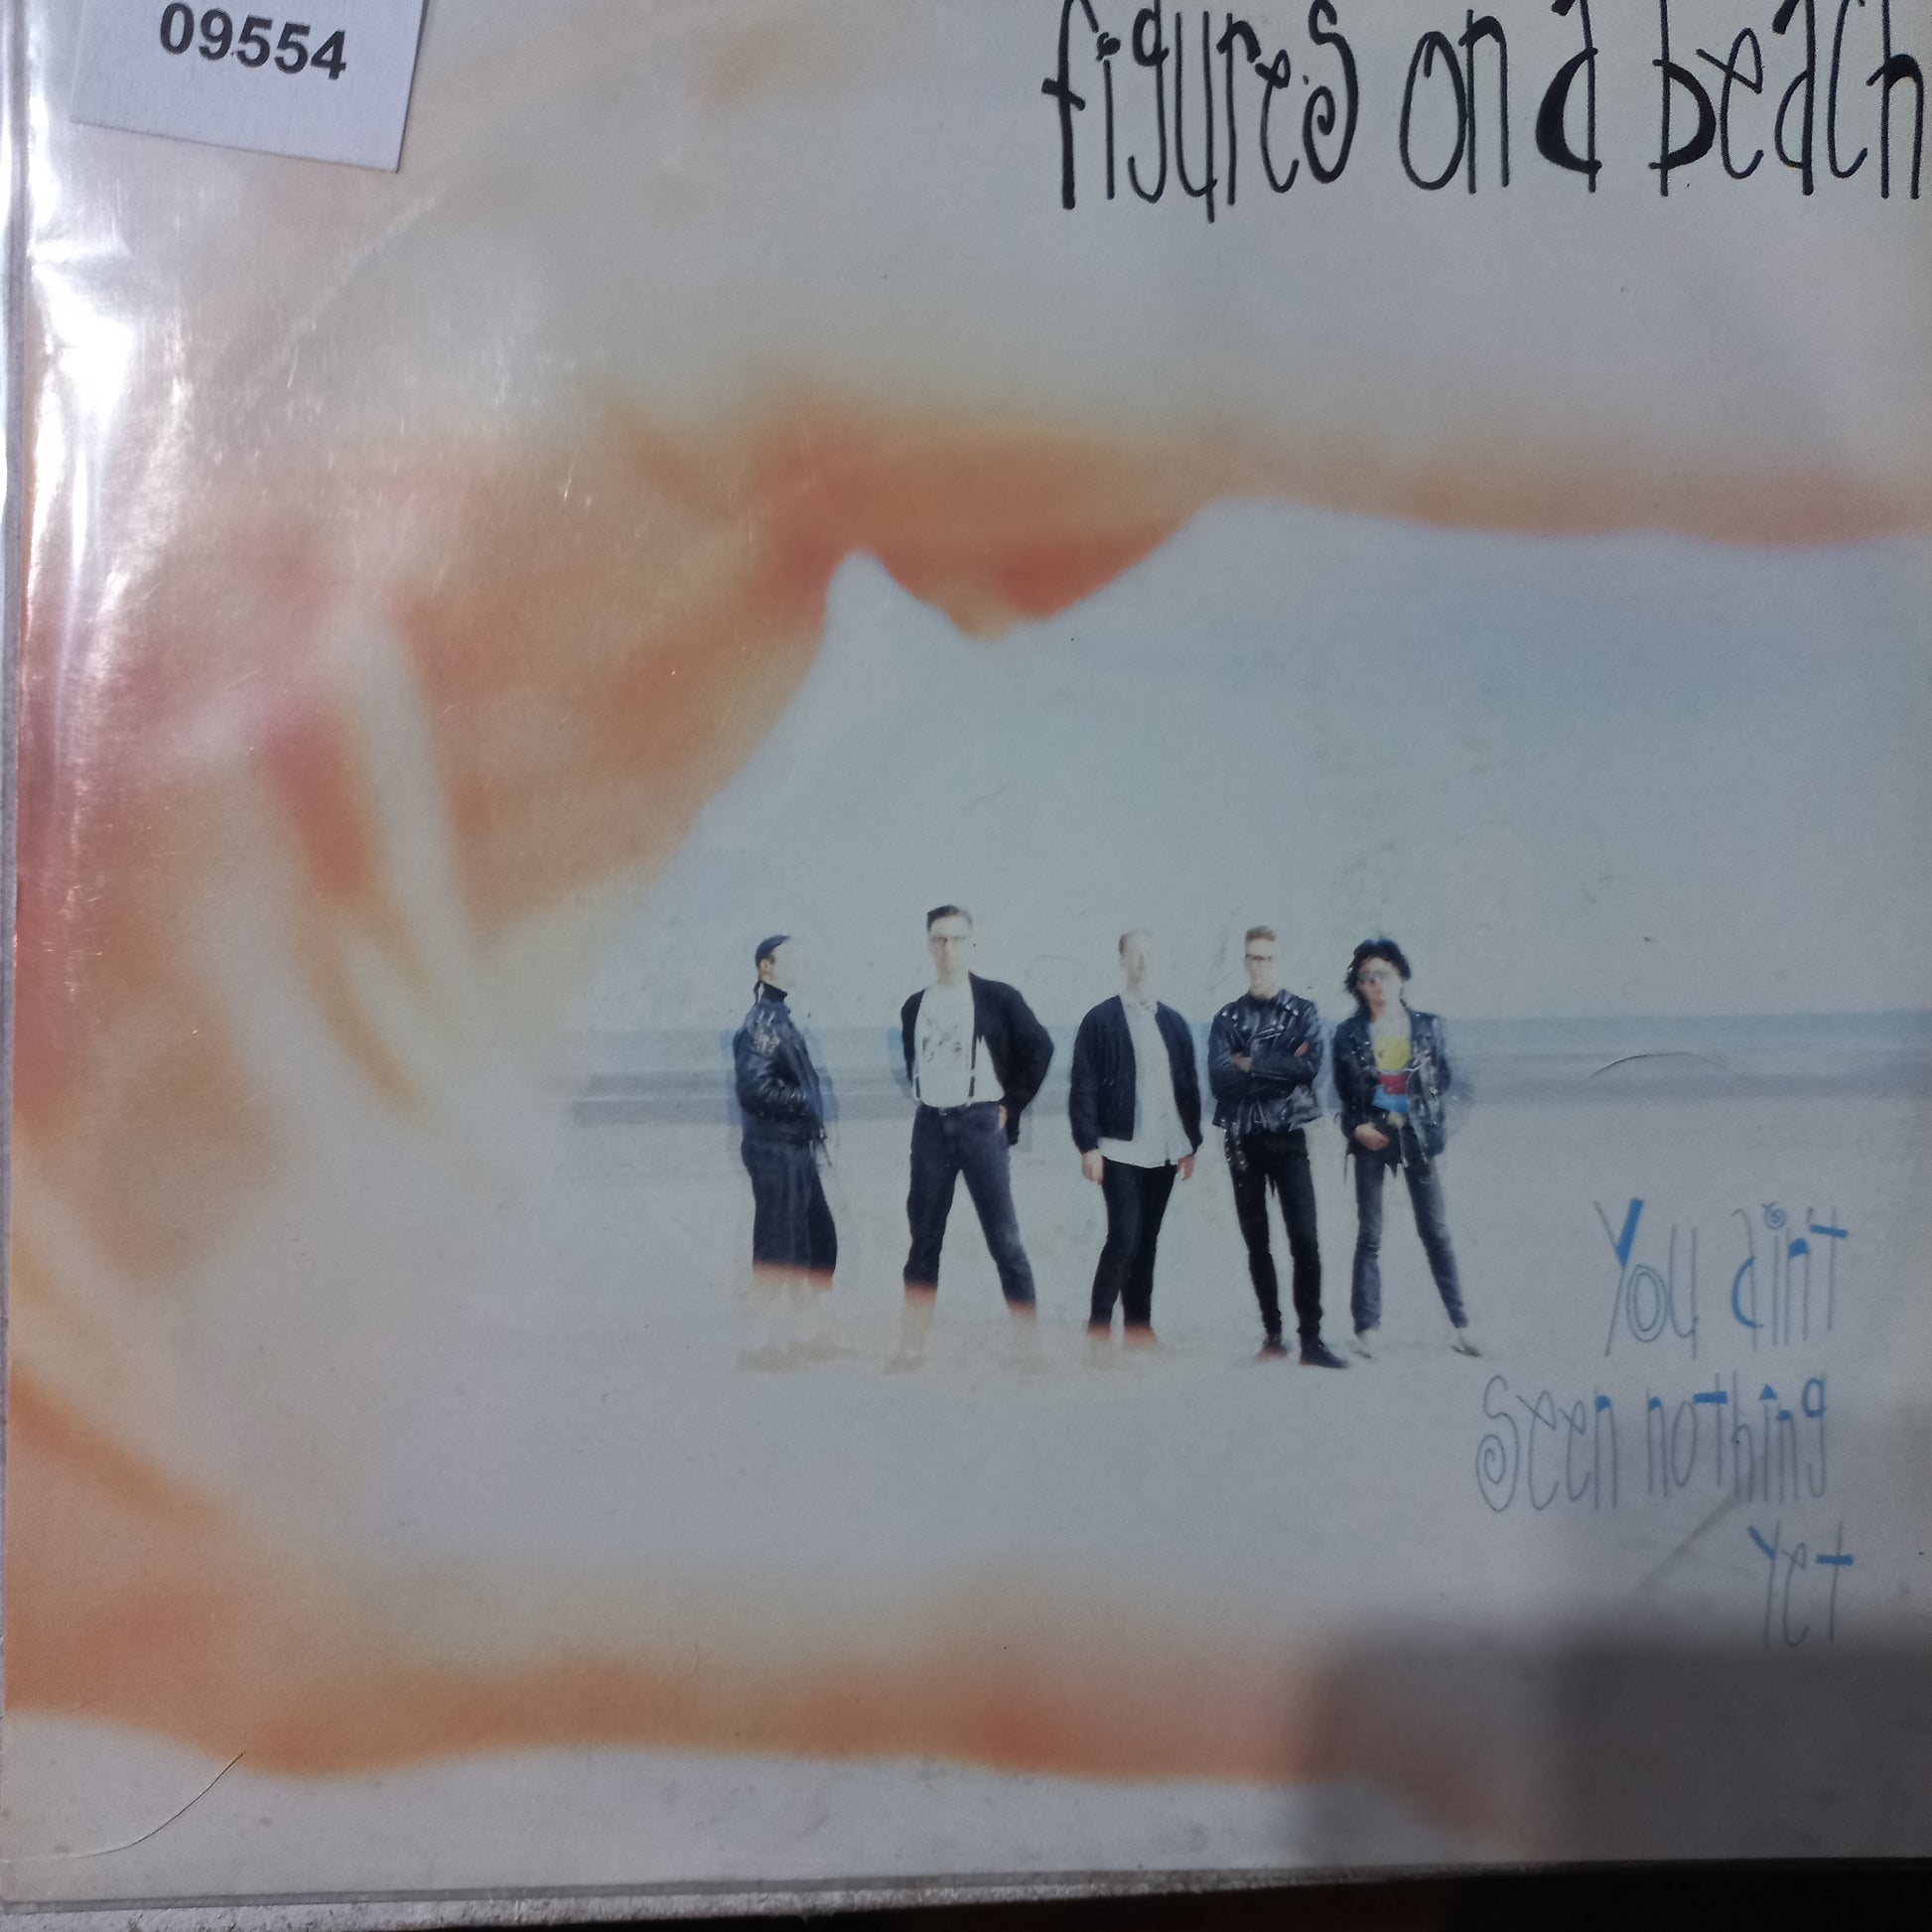 09554
figures on a beach
You ain't
seen nothing
yet